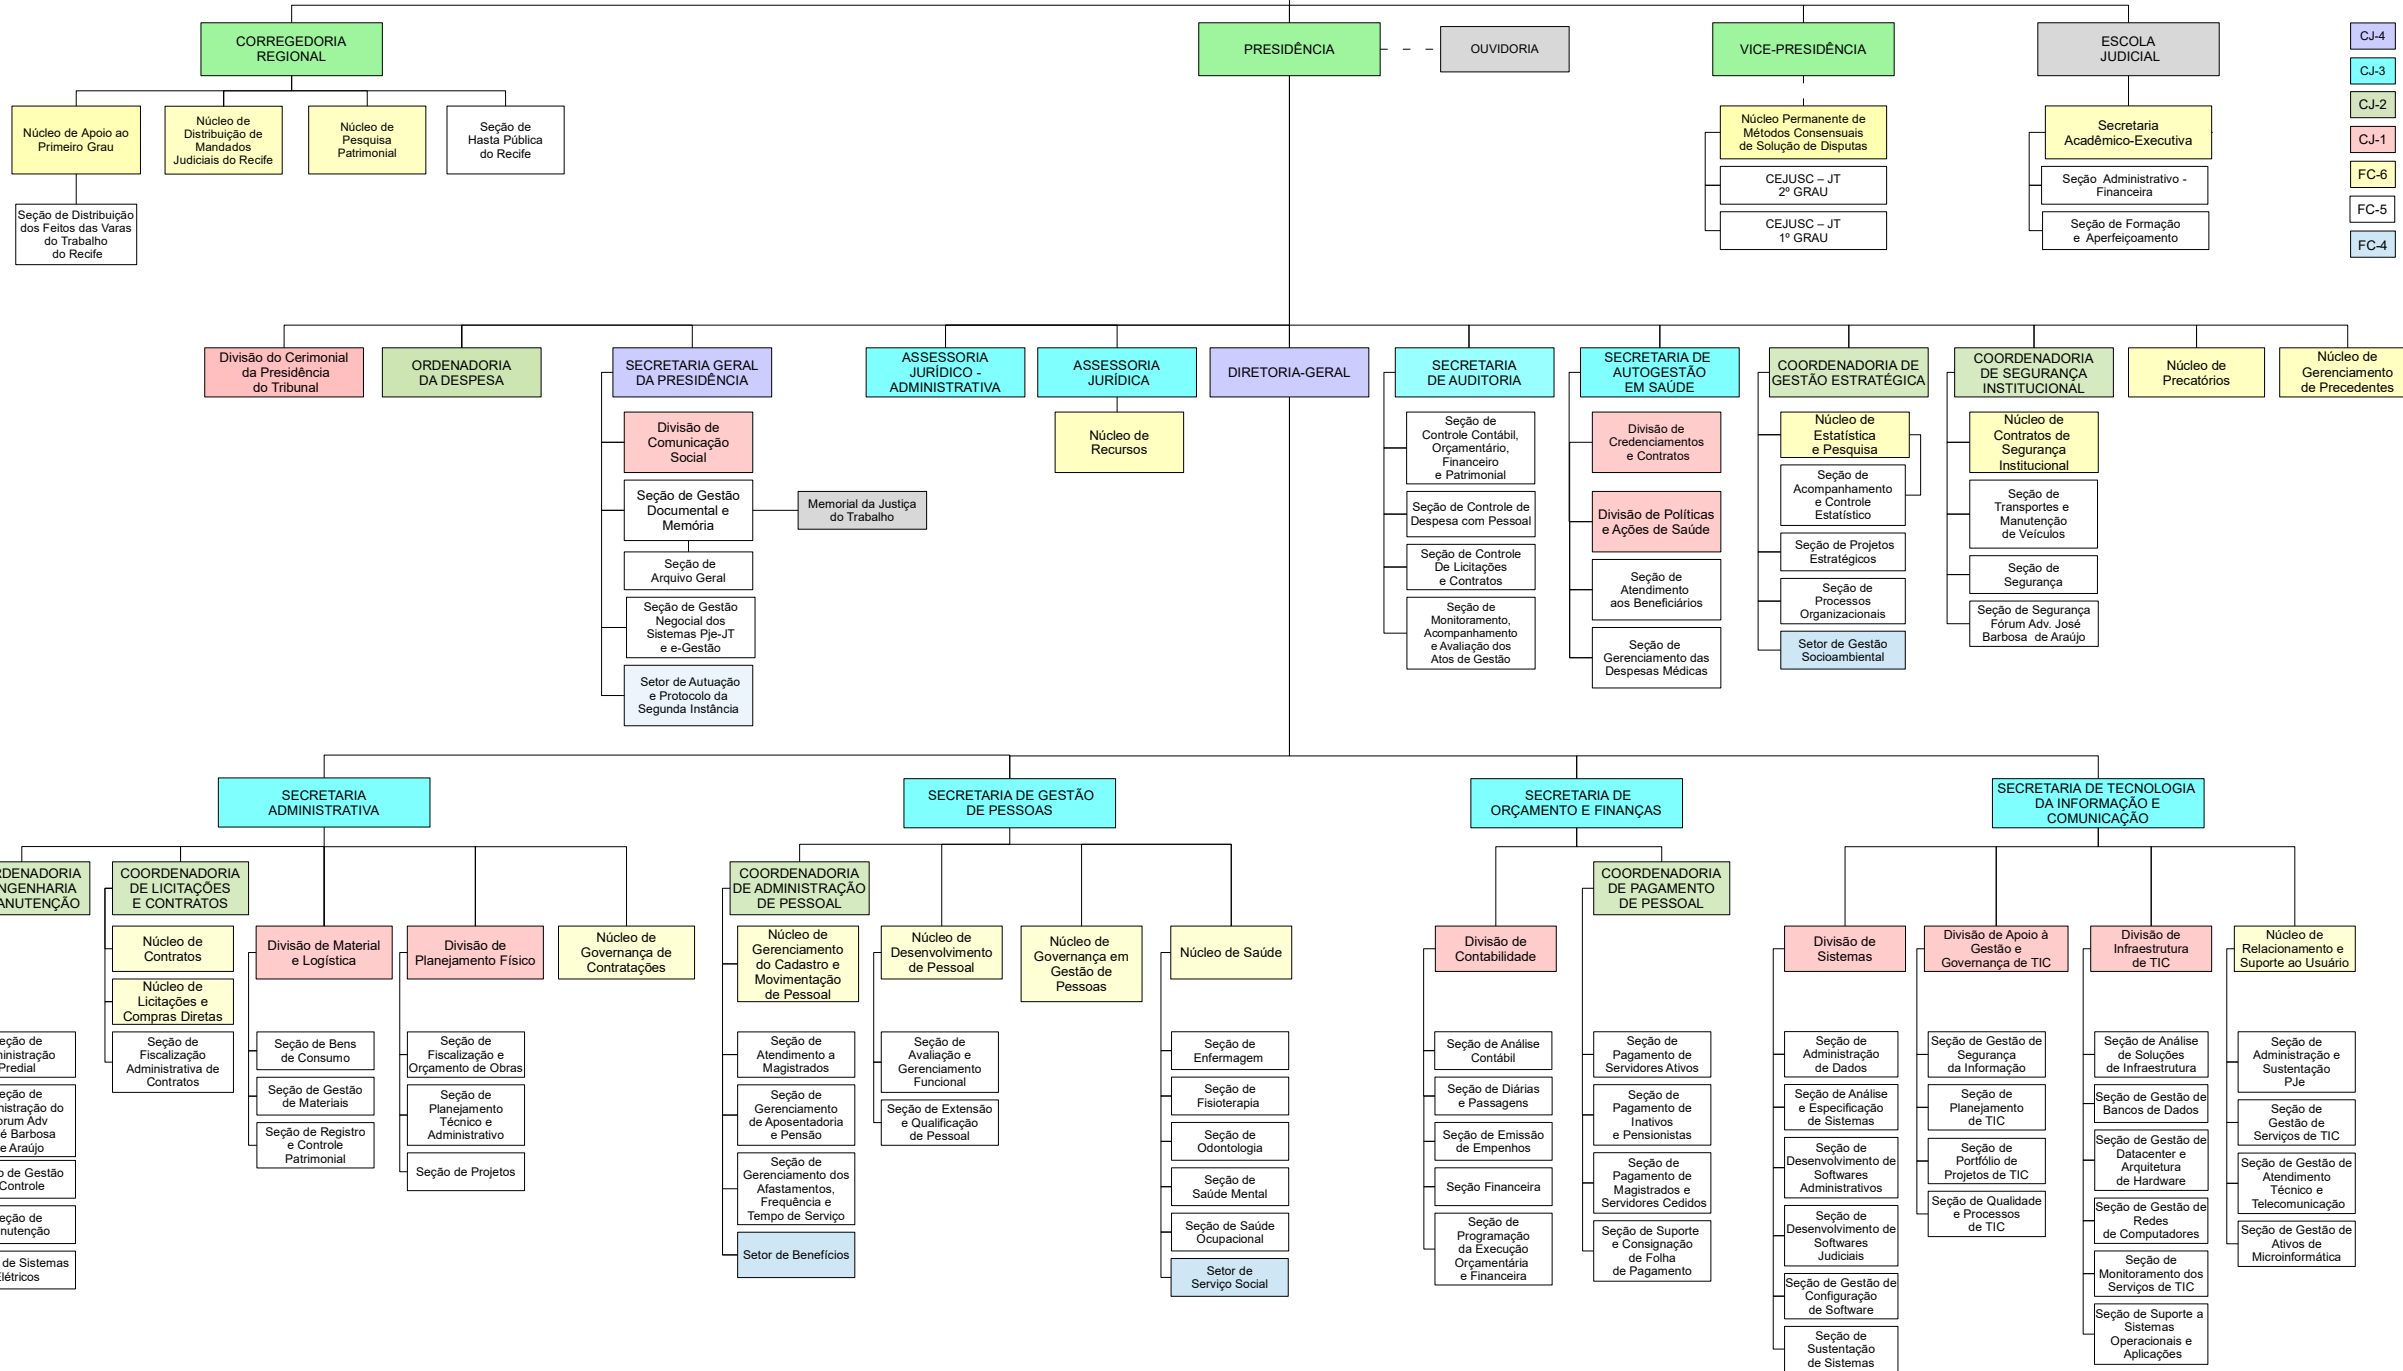 CORREGEDORIA
REGIONAL
PRESIDÊNCIA
OUVIDORIA
VICE-PRESIDÊNCIA
ESCOLA
JUDICIAL
CJ-4
CJ-3
CJ-2
CJ-1
FC-6
FC-5
FC-4
Núcleo de Apoio ao
Primeiro Grau
Núcleo de
Distribuição de
Mandados
Judiciais do Recife
Núcleo de
Pesquisa
Patrimonial
Seção de
Hasta Pública
do Recife
Seção de Distribuição
dos Feitos das Varas
do Trabalho
do Recife
Núcleo Permanente de
Métodos Consensuais
de Solução de Disputas
CEJUSC – JT
2º GRAU
CEJUSC – JT
1º GRAU
Secretaria
Acadêmico-Executiva
Seção Administrativo -
Financeira
Seção de Formação
e Aperfeiçoamento
Divisão do Cerimonial
da Presidência
do Tribunal
ORDENADORIA
DA DESPESA
SECRETARIA GERAL
DA PRESIDÊNCIA
ASSESSORIA
JURÍDICO -
ADMINISTRATIVA
ASSESSORIA
JURÍDICA
DIRETORIA-GERAL
SECRETARIA
DE AUDITORIA
SECRETARIA DE
AUTOGESTÃO
EM SAÚDE
COORDENADORIA DE
GESTÃO ESTRATÉGICA
COORDENADORIA
DE SEGURANÇA
INSTITUCIONAL
Núcleo de
Precatórios
Núcleo de
Gerenciamento
de Precedentes
Divisão de
Comunicação
Social
Seção de Gestão
Documental e
Memória
Memorial da Justiça
do Trabalho
Seção de
Arquivo Geral
Seção de Gestão
Negocial dos
Sistemas Pje-JT
e e-Gestão
Setor de Autuação
e Protocolo da
Segunda Instância
Núcleo de
Recursos
Seção de
Controle Contábil,
Orçamentário,
Financeiro
e Patrimonial
Seção de Controle de
Despesa com Pessoal
Seção de Controle
De Licitações
e Contratos
Seção de
Monitoramento,
Acompanhamento
e Avaliação dos
Atos de Gestão
Divisão de
Credenciamentos
e Contratos
Divisão de Políticas
e Ações de Saúde
Seção de
Atendimento
aos Beneficiários
Seção de
Gerenciamento das
Despesas Médicas
Núcleo de
Estatística
e Pesquisa
Seção de
Acompanhamento
e Controle
Estatístico
Seção de Projetos
Estratégicos
Seção de
Processos
Organizacionais
Setor de Gestão
Socioambiental
Núcleo de
Contratos de
Segurança
Institucional
Seção de
Transportes e
Manutenção
de Veículos
Seção de
Segurança
Seção de Segurança
Fórum Adv. José
Barbosa de Araújo
SECRETARIA
ADMINISTRATIVA
SECRETARIA DE GESTÃO
DE PESSOAS
SECRETARIA DE
ORÇAMENTO E FINANÇAS
SECRETARIA DE TECNOLOGIA
DA INFORMAÇÃO E
COMUNICAÇÃO
RDENADORIA
NGENHARIA
ANUTENÇÃO
eção de
inistração
Predial
eção de
nistração do
órum Adv
é Barbosa
e Araújo
o de Gestão
Controle
eção de
nutenção
de Sistemas
létricos
COORDENADORIA
DE LICITAÇÕES
E CONTRATOS
Núcleo de
Contratos
Núcleo de
Licitações e
Compras Diretas
Seção de
Fiscalização
Administrativa de
Contratos
Divisão de Material
e Logística
Seção de Bens
de Consumo
Seção de Gestão
de Materiais
Seção de Registro
e Controle
Patrimonial
Divisão de
Planejamento Físico
Seção de
Fiscalização e
Orçamento de Obras
Seção de
Planejamento
Técnico e
Administrativo
Seção de Projetos
Núcleo de
Governança de
Contratações
COORDENADORIA
DE ADMINISTRAÇÃO
DE PESSOAL
Núcleo de
Gerenciamento
do Cadastro e
Movimentação
de Pessoal
Seção de
Atendimento a
Magistrados
Seção de
Gerenciamento
de Aposentadoria
e Pensão
Seção de
Gerenciamento dos
Afastamentos,
Frequência e
Tempo de Serviço
Setor de Benefícios
Núcleo de
Desenvolvimento
de Pessoal
Seção de
Avaliação e
Gerenciamento
Funcional
Seção de Extensão
e Qualificação
de Pessoal
Núcleo de
Governança em
Gestão de
Pessoas
Núcleo de Saúde
Seção de
Enfermagem
Seção de
Fisioterapia
Seção de
Odontologia
Seção de
Saúde Mental
Seção de Saúde
Ocupacional
Setor de
Serviço Social
Divisão de
Contabilidade
Seção de Análise
Contábil
Seção de Diárias
e Passagens
Seção de Emissão
de Empenhos
Seção Financeira
Seção de
Programação
da Execução
Orçamentária
e Financeira
COORDENADORIA
DE PAGAMENTO
DE PESSOAL
Seção de
Pagamento de
Servidores Ativos
Seção de
Pagamento de
Inativos
e Pensionistas
Seção de
Pagamento de
Magistrados e
Servidores Cedidos
Seção de Suporte
e Consignação
de Folha
de Pagamento
Divisão de
Sistemas
Seção de
Administração
de Dados
Seção de Análise
e Especificação
de Sistemas
Seção de
Desenvolvimento de
Softwares
Administrativos
Seção de
Desenvolvimento de
Softwares
Judiciais
Seção de Gestão de
Configuração
de Software
Seção de
Sustentação
de Sistemas
Divisão de Apoio à
Gestão e
Governança de TIC
Seção de Gestão de
Segurança
da Informação
Seção de
Planejamento
de TIC
Seção de
Portfólio de
Projetos de TIC
Seção de Qualidade
e Processos
de TIC
Divisão de
Infraestrutura
de TIC
Seção de Análise
de Soluções
de Infraestrutura
Seção de Gestão de
Bancos de Dados
Seção de Gestão de
Datacenter e
Arquitetura
de Hardware
Seção de Gestão de
Redes
de Computadores
Seção de
Monitoramento dos
Serviços de TIC
Seção de Suporte a
Sistemas
Operacionais e
Aplicações
Núcleo de
Relacionamento e
Suporte ao Usuário
Seção de
Administração e
Sustentação
PJe
Seção de
Gestão de
Serviços de TIC
Seção de Gestão de
Atendimento
Técnico e
Telecomunicação
Seção de Gestão de
Ativos de
Microinformática